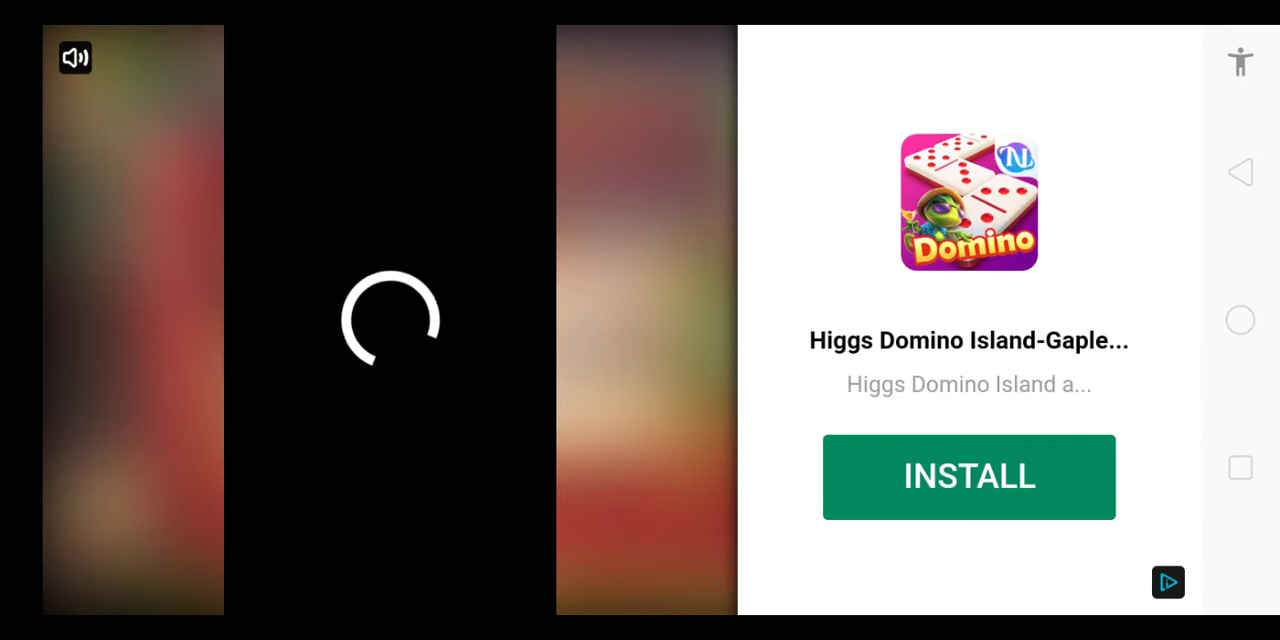 N
Domino
Higgs Domino Island-Gaple...
Higgs Domino Island a...
INSTALL